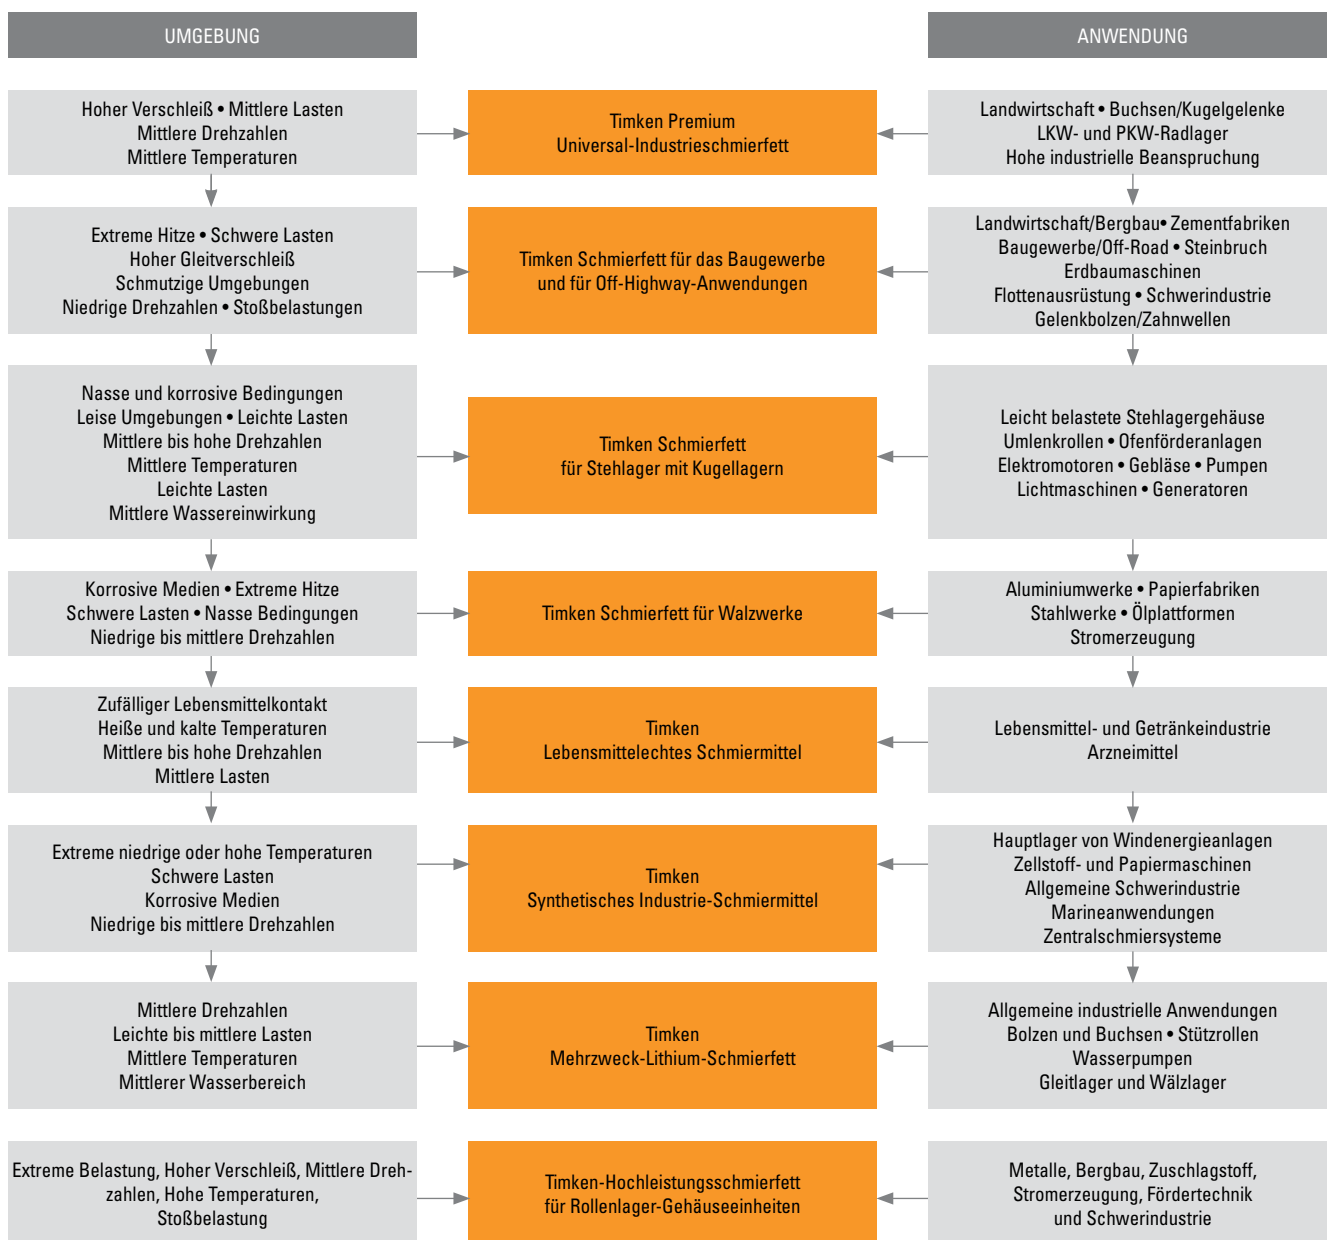 UMGEBUNG
ANWENDUNG
Hoher Verschleiß • Mittlere Lasten
Mittlere Drehzahlen
Mittlere Temperaturen
Timken Premium
Universal-Industrieschmierfett
Landwirtschaft • Buchsen/Kugelgelenke
LKW- und PKW-Radlager
Hohe industrielle Beanspruchung
Extreme Hitze • Schwere Lasten
Hoher Gleitverschleiß
Schmutzige Umgebungen
Niedrige Drehzahlen • Stoßbelastungen
Timken Schmierfett für das Baugewerbe
und für Off-Highway-Anwendungen
Landwirtschaft/Bergbau• Zementfabriken
Baugewerbe/Off-Road • Steinbruch
Erdbaumaschinen
Flottenausrüstung • Schwerindustrie
Gelenkbolzen/Zahnwellen
Nasse und korrosive Bedingungen
Leise Umgebungen • Leichte Lasten
Mittlere bis hohe Drehzahlen
Mittlere Temperaturen
Leichte Lasten
Mittlere Wassereinwirkung
Timken Schmierfett
für Stehlager mit Kugellagern
Leicht belastete Stehlagergehäuse
Umlenkrollen • Ofenförderanlagen
Elektromotoren • Gebläse • Pumpen
Lichtmaschinen • Generatoren
Korrosive Medien • Extreme Hitze
Schwere Lasten • Nasse Bedingungen
Niedrige bis mittlere Drehzahlen
Timken Schmierfett für Walzwerke
Aluminiumwerke • Papierfabriken
Stahlwerke • Ölplattformen
Stromerzeugung
Zufälliger Lebensmittelkontakt
Heiße und kalte Temperaturen
Mittlere bis hohe Drehzahlen
Mittlere Lasten
Timken
Lebensmittelechtes Schmiermittel
Lebensmittel- und Getränkeindustrie
Arzneimittel
Extreme niedrige oder hohe Temperaturen
Schwere Lasten
Korrosive Medien
Niedrige bis mittlere Drehzahlen
Timken
Synthetisches Industrie-Schmiermittel
Hauptlager von Windenergieanlagen
Zellstoff- und Papiermaschinen
Allgemeine Schwerindustrie
Marineanwendungen
Zentralschmiersysteme
Mittlere Drehzahlen
Leichte bis mittlere Lasten
Mittlere Temperaturen
Mittlerer Wasserbereich
Timken
Mehrzweck-Lithium-Schmierfett
Allgemeine industrielle Anwendungen
Bolzen und Buchsen • Stützrollen
Wasserpumpen
Gleitlager und Wälzlager
Extreme Belastung, Hoher Verschleiß, Mittlere Dreh-
zahlen, Hohe Temperaturen,
Stoßbelastung
Timken-Hochleistungsschmierfett
für Rollenlager-Gehäuseeinheiten
Metalle, Bergbau, Zuschlagstoff,
Stromerzeugung, Fördertechnik
und Schwerindustrie